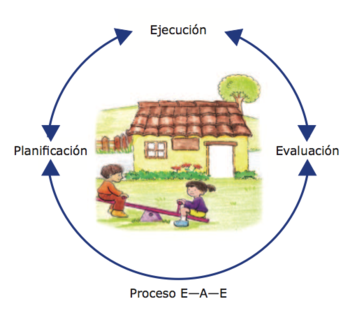 Ejecución
Planificación
Evaluación
Proceso E—A—E